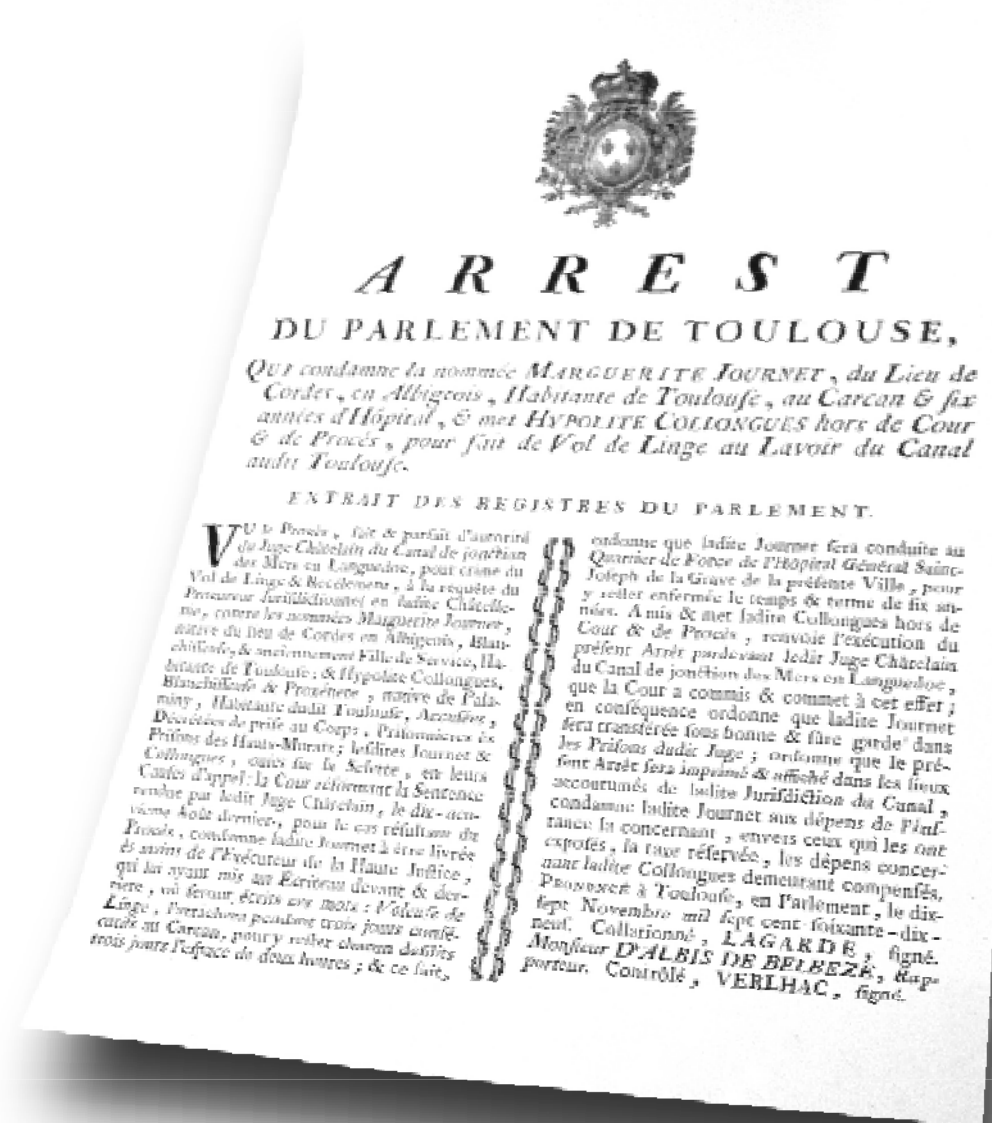 ARREST
DU PARLEMENT DE TOULOUSE,
QUI condamne la nommée MARGUERITE JOURNET, du Lieu de
Cordes, en Albigeois, Habitante de Toulouſe, au Carcan & ſix
années d'Hôpital, & met HYPOLITE COLLONGUES hors de Cour
& de Procès, pour fait de Vol de Linge au Lavoir du Canal
audit Toulouſe.
EXTRAIT DES REGISTRES DU PARLEMENT.
VU le Procès, fait & parfait d'autorité
du Juge Châtelain du Canal de jonction
des Mers en Languedoc, pour crime du
Vol de Linge & Recèlement, à la requête du
Procureur Juriſdictionnel en ladite Châtelle-
nie, contre les nommées Marguerite Journet,
native du lieu de Cordes en Albigeois, Blan-
chiſſeuſe, & anciennement Fille de Service, Ha-
bitante de Toulouſe; & Hypolite Collongues,
Blanchiſſeuſe & Proxénete, native de Pala-
miny, Habitante dudit Toulouſe, Accuſées,
Décrétées de priſe au Corps, Priſonnieres ès
Priſons des Hauts-Murats; leſdites Journet &
Collongues, ouies ſur la Sellette, en leurs
Cauſes d'appel: la Cour réformant la Sentence
rendue par ledit Juge Châtelain, le dix-neu-
vieme Août dernier, pour le cas réſultant du
Procès, condamne ladite Journet à être livrée
ès mains de l'Exécuteur de la Haute Juſtice,
qui lui ayant mis un Ecriteau devant & der-
riere, où ſeront écrits ces mots: Voleuſe de
Linge, l'attachera pendant trois jours conſé-
cutifs au Carcan, pour y reſter chacun deſdits
trois jours l'eſpace de deux heures; & ce fait,
ordonne que ladite Journet ſera conduite au
Quartier de Force de l'Hôpital Général Saint-
Joſeph de la Grave de la préſente Ville, pour
y reſter enfermée le temps & terme de ſix an-
nées. A mis & met ladite Collongues hors de
Cour & de Procès, renvoie l'exécution du
préſent Arrêt pardevant ledit Juge Châtelain
du Canal de jonction des Mers en Languedoc,
que la Cour a commis & commet à cet effet;
en conſéquence ordonne que ladite Journet
ſera transférée ſous bonne & ſûre garde dans
les Priſons dudit Juge; ordonne que le pré-
ſent Arrêt ſera imprimé & affiché dans les lieux
accoutumés de ladite Juriſdiction du Canal,
condamne ladite Journet aux dépens de l'inſ-
tance la concernant, envers ceux qui les ont
expoſés, la taxe réſervée, les dépens concer-
nant ladite Collongues demeurant compenſés.
PRONONCÉ à Toulouſe, en Parlement, le dix-
ſept Novembre mil ſept cent ſoixante-dix-
neuf. Collationné, LAGARDE, ſigné.
Monſieur D'ALBIS DE BELBEZE, Rap-
porteur. Contrôlé, VERLHAC, ſigné.